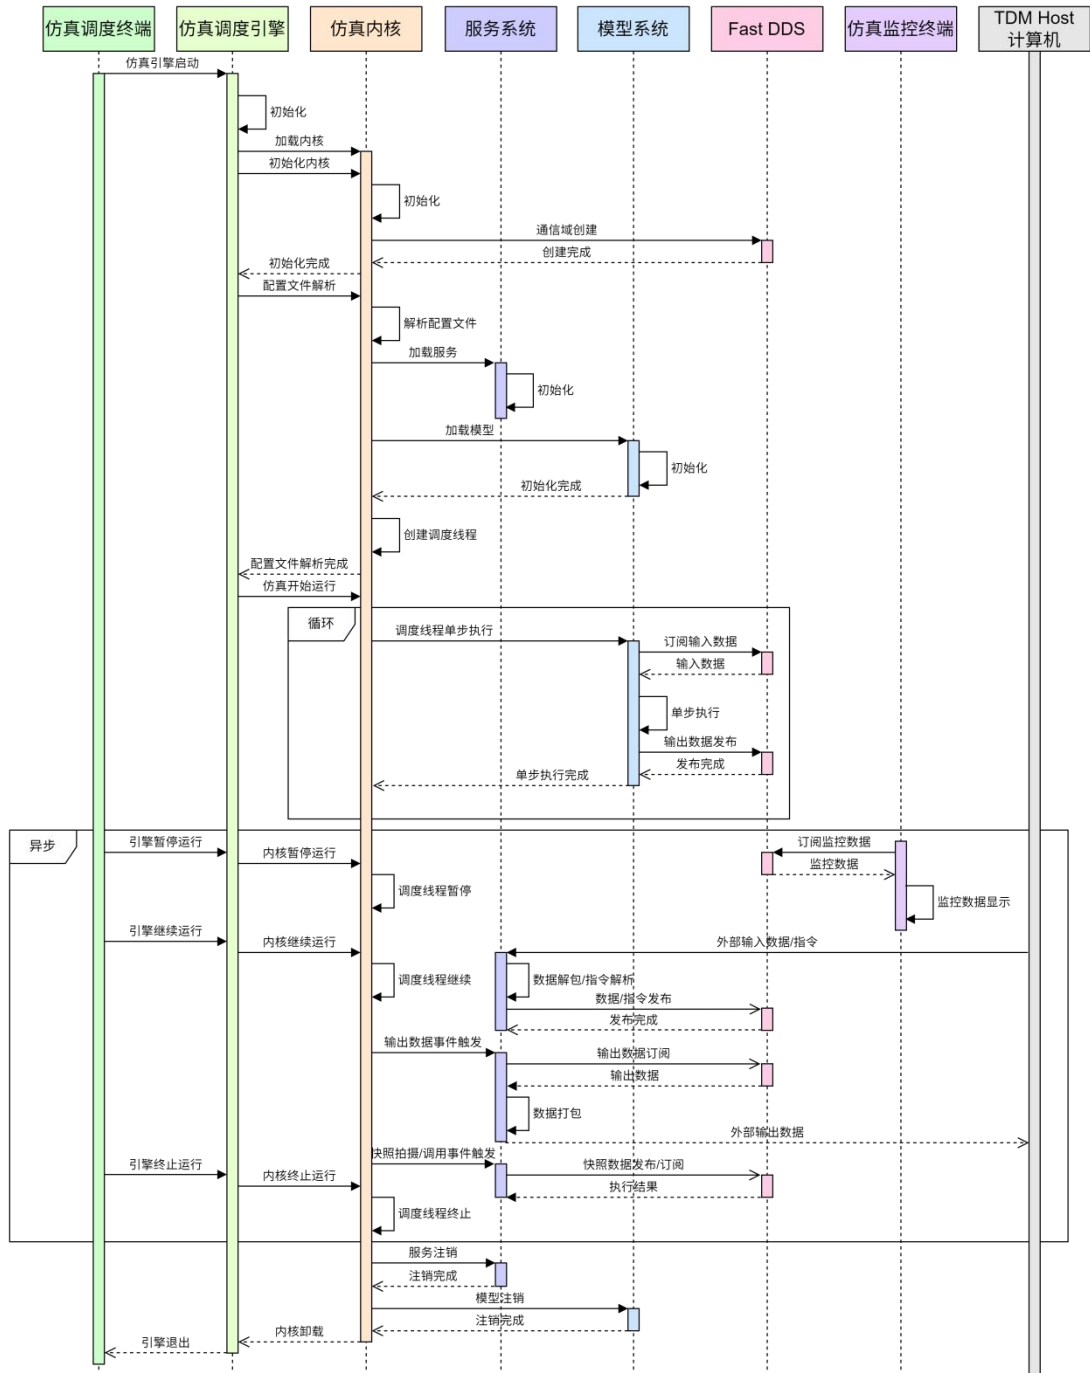 仿真调度终端
仿真调度引擎
仿真内核
服务系统
模型系统
Fast DDS
仿真监控终端
TDM Host
计算机
仿真引擎启动
初始化
加载内核
初始化内核
初始化
通信域创建
创建完成
初始化完成
配置文件解析
解析配置文件
加载服务
初始化
加载模型
初始化
初始化完成
创建调度线程
配置文件解析完成
仿真开始运行
循环
调度线程单步执行
订阅输入数据
输入数据
单步执行
输出数据发布
发布完成
单步执行完成
异步
引擎暂停运行
订阅监控数据
内核暂停运行
监控数据
调度线程暂停
监控数据显示
引擎继续运行
内核继续运行
外部输入数据/指令
调度线程继续
数据解包/指令解析
数据/指令发布
发布完成
输出数据事件触发
输出数据订阅
输出数据
数据打包
外部输出数据
快照拍摄/调用事件触发
引擎终止运行
快照数据发布/订阅
内核终止运行
执行结果
调度线程终止
服务注销
注销完成
模型注销
注销完成
内核卸载
引擎退出